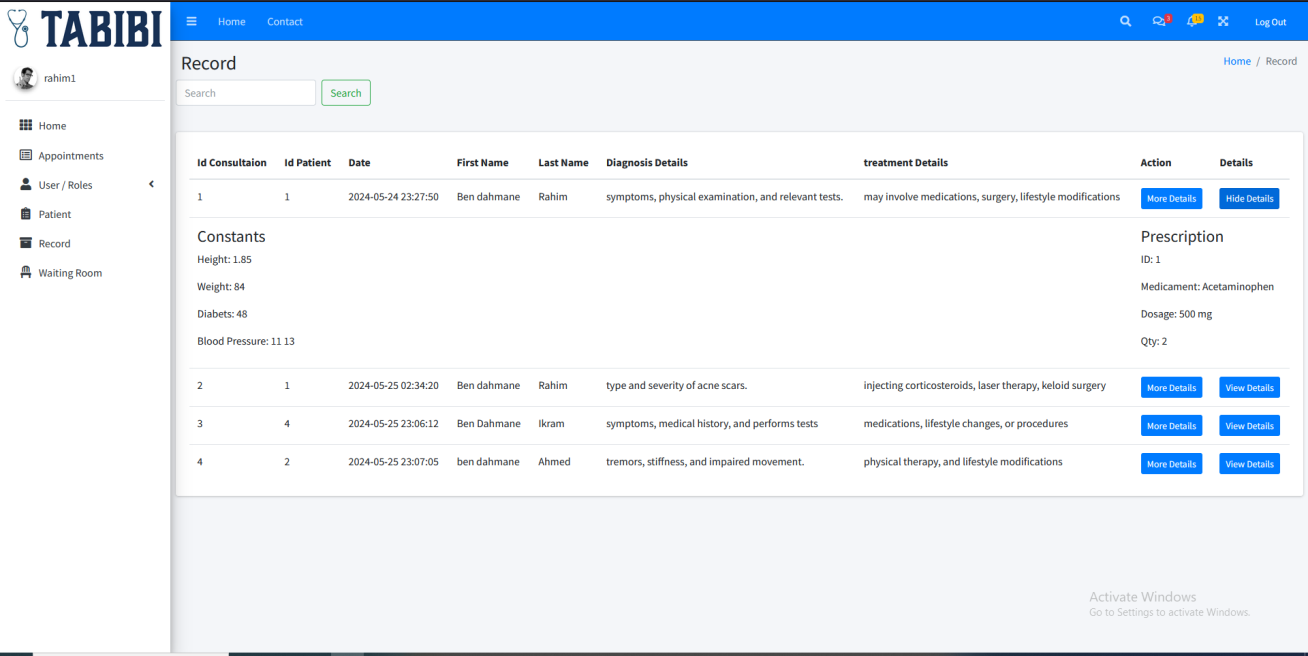 TABIBI
Home Contact 3 15 Log Out
rahim1
Home
Appointments
User / Roles
Patient
Record
Waiting Room
Record
Home / Record
Search Search
Id Consultaion Id Patient Date First Name Last Name Diagnosis Details treatment Details Action Details
1 1 2024-05-24 23:27:50 Ben dahmane Rahim symptoms, physical examination, and relevant tests. may involve medications, surgery, lifestyle modifications More Details Hide Details
Constants
Height: 1.85
Weight: 84
Diabets: 48
Blood Pressure: 11 13
Prescription
ID: 1
Medicament: Acetaminophen
Dosage: 500 mg
Qty: 2
2 1 2024-05-25 02:34:20 Ben dahmane Rahim type and severity of acne scars. injecting corticosteroids, laser therapy, keloid surgery More Details View Details
3 4 2024-05-25 23:06:12 Ben Dahmane Ikram symptoms, medical history, and performs tests medications, lifestyle changes, or procedures More Details View Details
4 2 2024-05-25 23:07:05 ben dahmane Ahmed tremors, stiffness, and impaired movement. physical therapy, and lifestyle modifications More Details View Details
Activate Windows
Go to Settings to activate Windows.